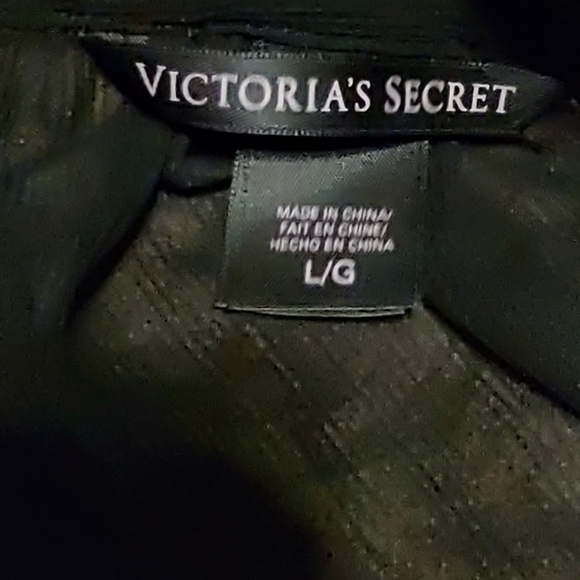 VICTORIA'S SECRET
MADE IN CHINA/
FAIT EN CHINE/
HECHO EN CHINA
L/G